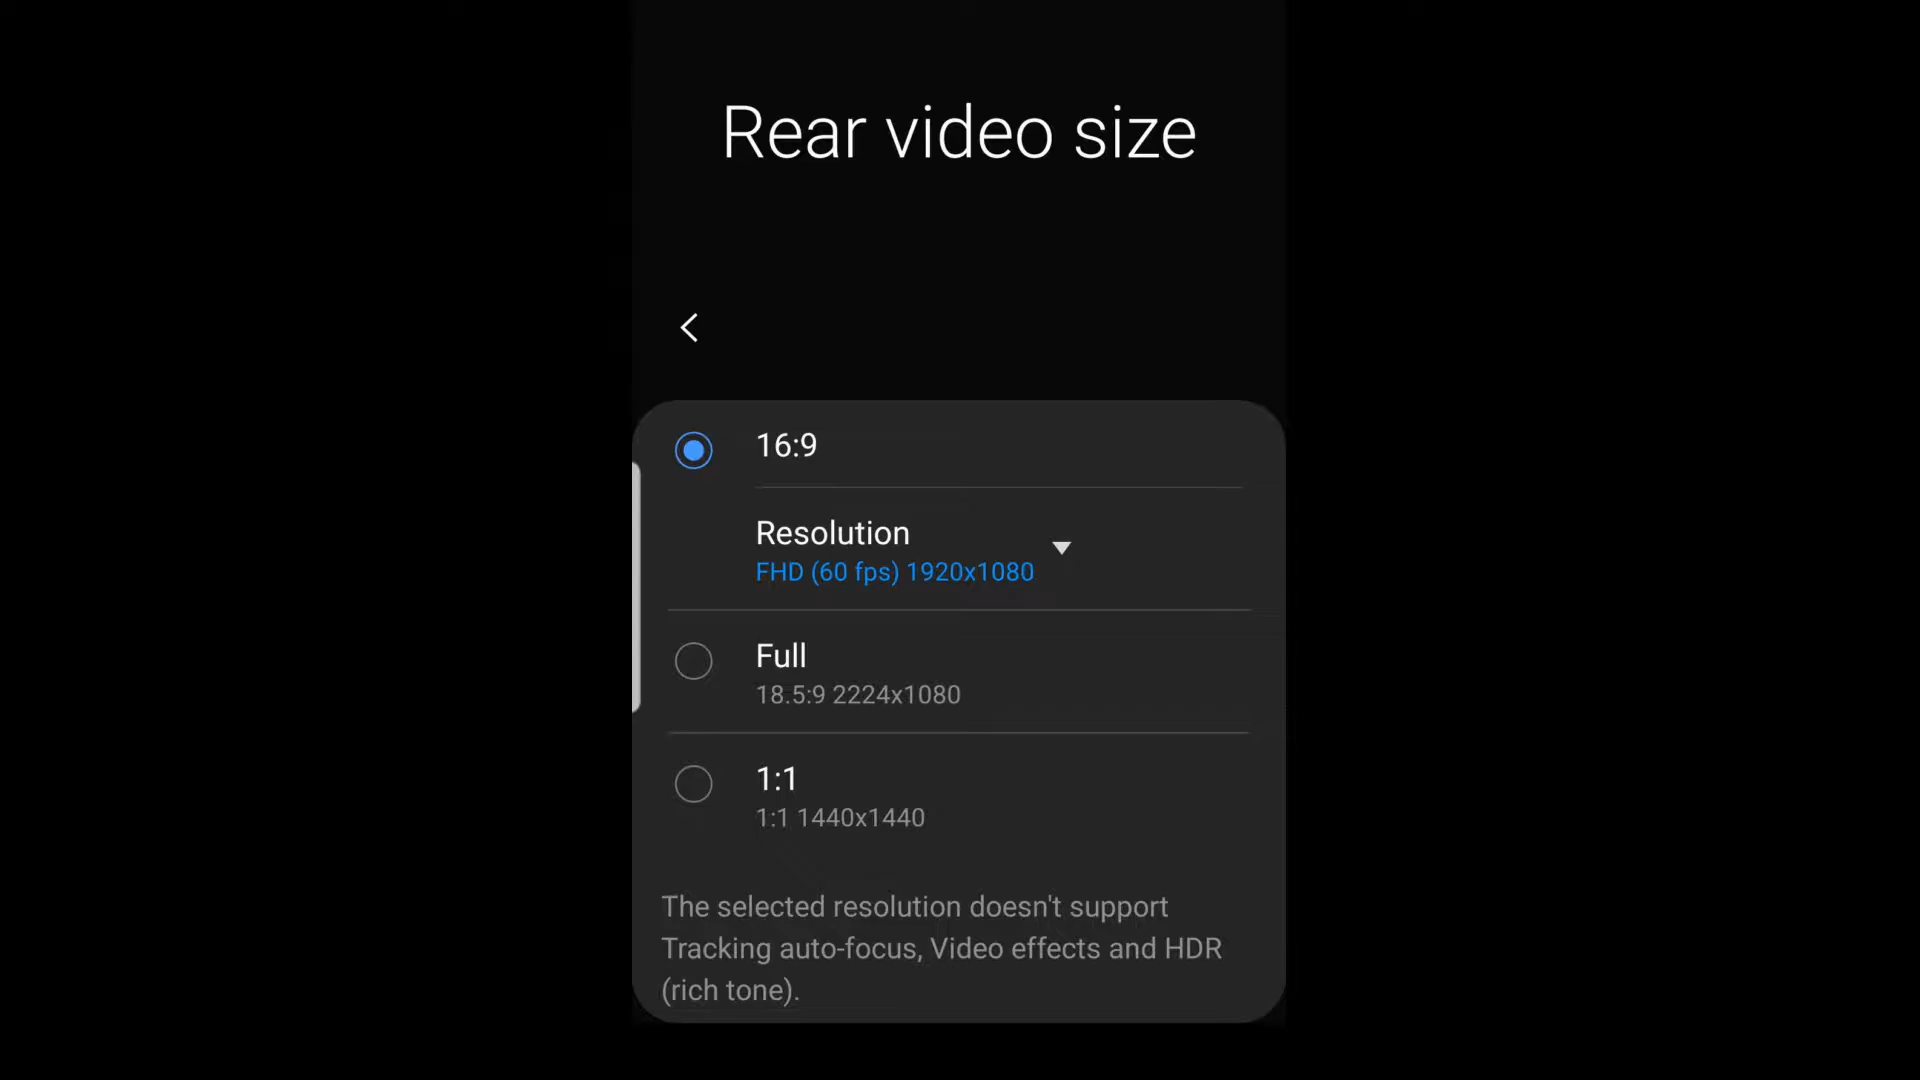 Rear video size
16:9
Resolution
FHD (60 fps) 1920x1080
Full
18.5:9 2224x1080
1:1
1:1 1440x1440
The selected resolution doesn't support
Tracking auto-focus, Video effects and HDR
(rich tone).